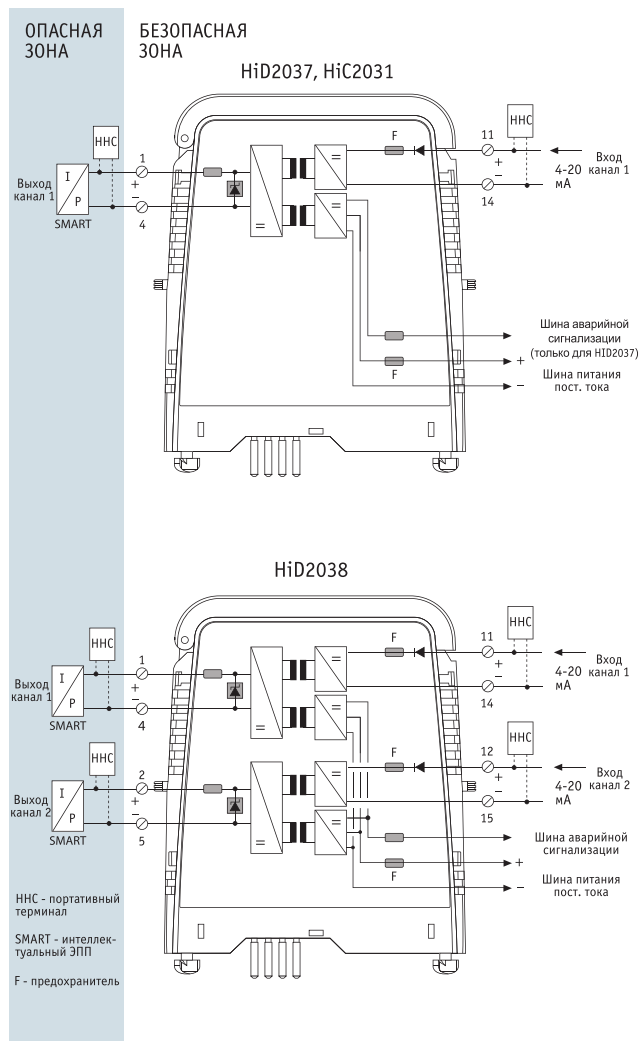 ОПАСНАЯ
ЗОНА
БЕЗОПАСНАЯ
ЗОНА
HiD2037, HiC2031
ННС
1
+
−
4
I
P
SMART
Выход
канал 1
F
11
+
−
14
ННС
4-20
мА
Вход
канал 1
=
=
=
Шина аварийной
сигнализации
(только для HID2037)
F
+
Шина питания
пост. тока
−
HiD2038
ННС
1
+
−
4
I
P
SMART
Выход
канал 1
F
11
+
−
14
ННС
4-20
мА
Вход
канал 1
=
=
=
ННС
2
+
−
5
I
P
SMART
Выход
канал 2
F
12
+
−
15
ННС
4-20
мА
Вход
канал 2
=
=
=
Шина аварийной
сигнализации
F
+
Шина питания
пост. тока
−
ННС - портативный
терминал
SMART - интеллек-
туальный ЭПП
F - предохранитель